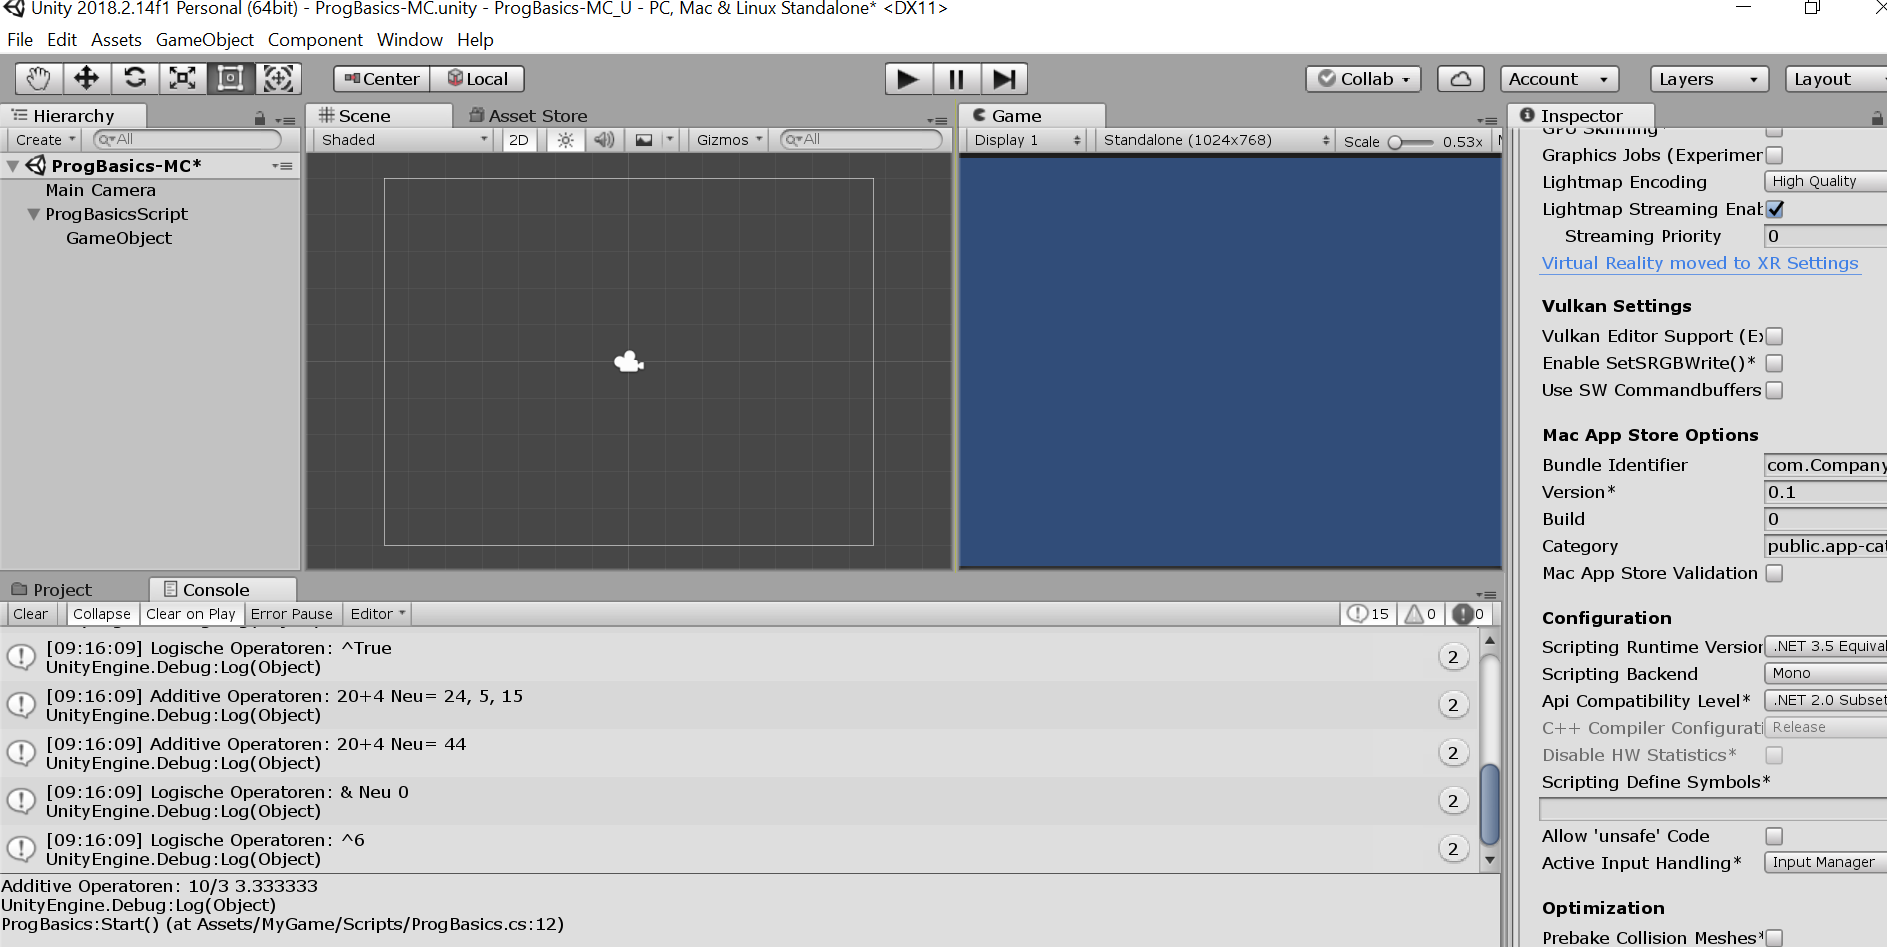 Unity 2018.2.14f1 Personal (64bit) - ProgBasics-MC.unity - ProgBasics-MC_U - PC, Mac & Linux Standalone* <DX11>
File Edit Assets GameObject Component Window Help
Center Local Collab Account Layers Layout
Hierarchy
Create All
ProgBasics-MC*
Main Camera
ProgBasicsScript
GameObject
Scene Asset Store
Shaded 2D Gizmos All
Game
Display 1 Standalone (1024x768) Scale 0.53x
Inspector
GPU Skinning*
Graphics Jobs (Experimer
Lightmap Encoding High Quality
Lightmap Streaming Enab
Streaming Priority 0
Virtual Reality moved to XR Settings
Vulkan Settings
Vulkan Editor Support (Ex
Enable SetSRGBWrite()*
Use SW Commandbuffers
Mac App Store Options
Bundle Identifier com.Company
Version* 0.1
Build 0
Category public.app-cat
Mac App Store Validation
Configuration
Scripting Runtime Version .NET 3.5 Equival
Scripting Backend Mono
Api Compatibility Level* .NET 2.0 Subset
C++ Compiler Configurati Release
Disable HW Statistics*
Scripting Define Symbols*
Allow 'unsafe' Code
Active Input Handling* Input Manager
Optimization
Prebake Collision Meshes*
Project Console
Clear Collapse Clear on Play Error Pause Editor 15 0 0
[09:16:09] Logische Operatoren: ^True
UnityEngine.Debug:Log(Object) 2
[09:16:09] Additive Operatoren: 20+4 Neu= 24, 5, 15
UnityEngine.Debug:Log(Object) 2
[09:16:09] Additive Operatoren: 20+4 Neu= 44
UnityEngine.Debug:Log(Object) 2
[09:16:09] Logische Operatoren: & Neu 0
UnityEngine.Debug:Log(Object) 2
[09:16:09] Logische Operatoren: ^6
UnityEngine.Debug:Log(Object) 2
Additive Operatoren: 10/3 3.333333
UnityEngine.Debug:Log(Object)
ProgBasics:Start() (at Assets/MyGame/Scripts/ProgBasics.cs:12)